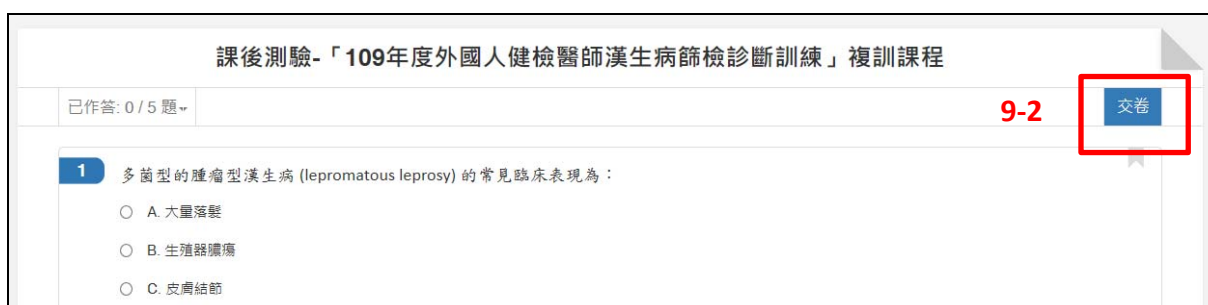 課後測驗-「109年度外國人健檢醫師漢生病篩檢診斷訓練」複訓課程
已作答: 0 / 5 題
9-2
交卷
1 多菌型的腫瘤型漢生病 (lepromatous leprosy) 的常見臨床表現為：
A. 大量落髮
B. 生殖器膿瘍
C. 皮膚結節